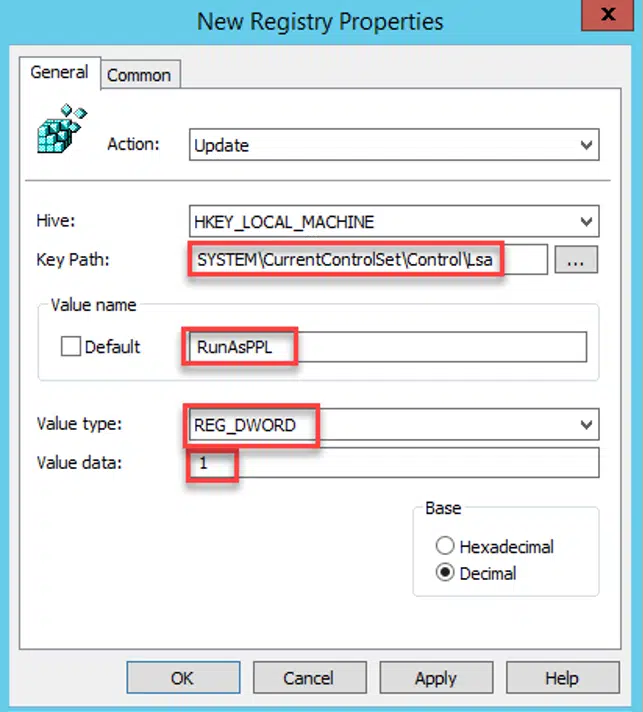 New Registry Properties
x
General Common
Action: Update
Hive: HKEY_LOCAL_MACHINE
Key Path: SYSTEM\CurrentControlSet\Control\Lsa ...
Value name
Default RunAsPPL
Value type: REG_DWORD
Value data: 1
Base
Hexadecimal
Decimal
OK Cancel Apply Help